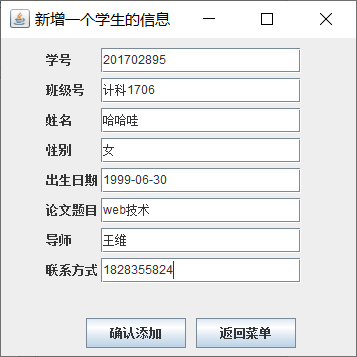 新增一个学生的信息
学号 201702895
班级号 计科1706
姓名 哈哈哇
性别 女
出生日期 1999-06-30
论文题目 web技术
导师 王维
联系方式 1828355824
确认添加 返回菜单